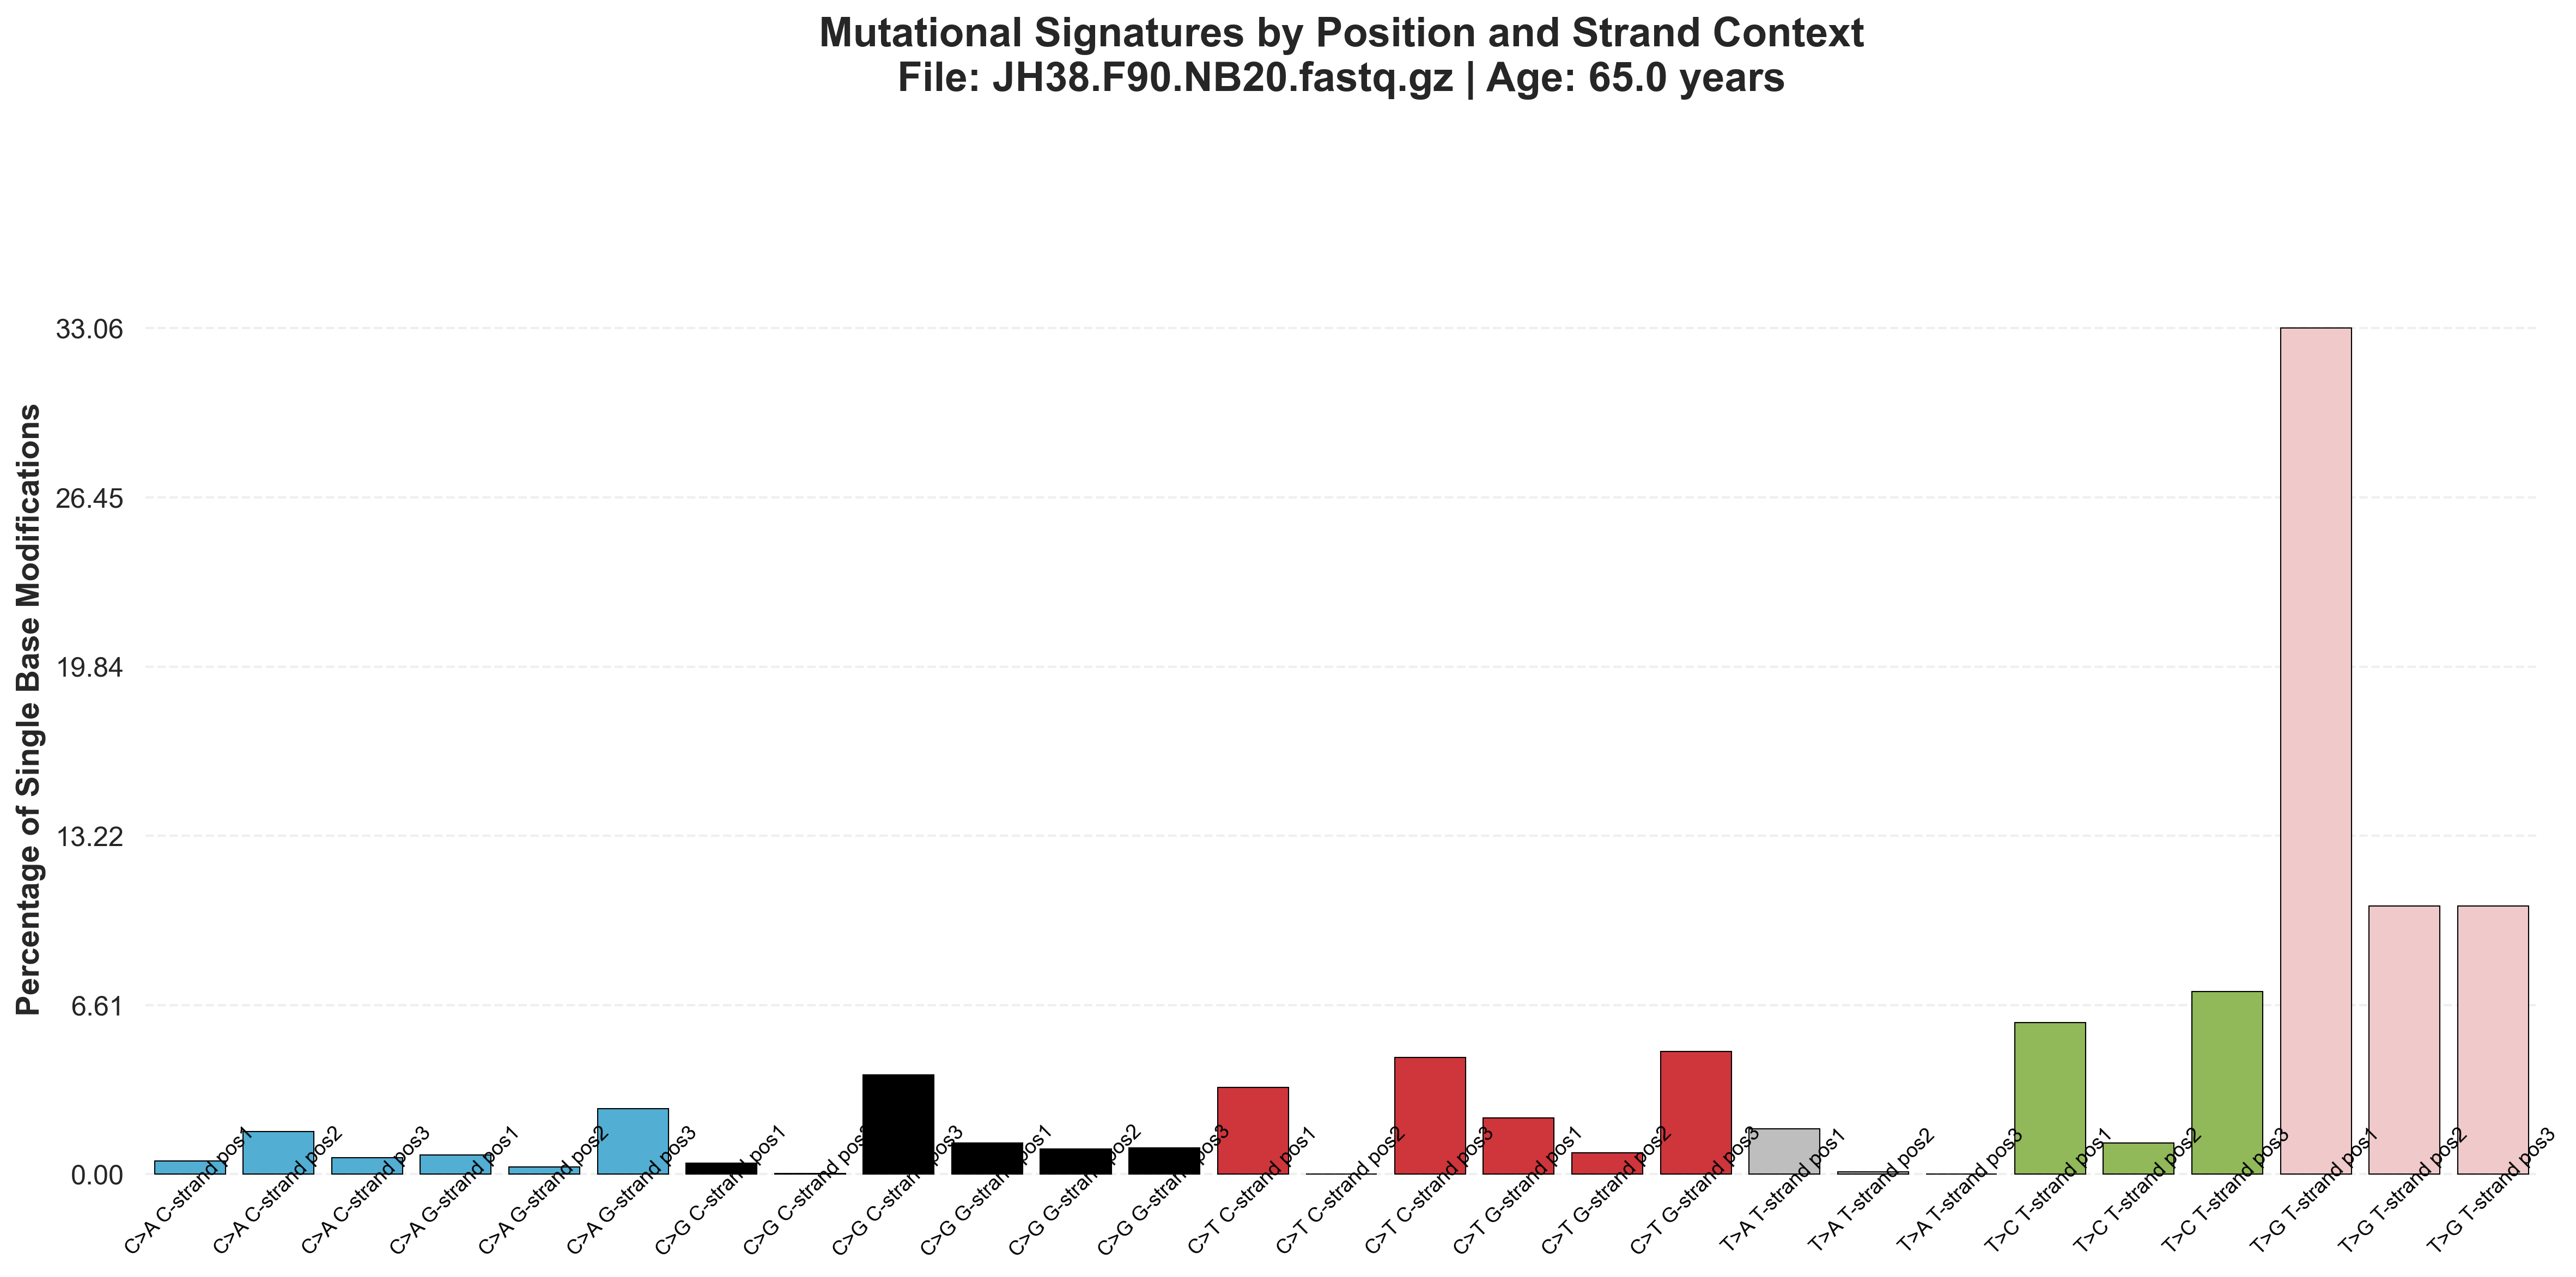 Mutational Signatures by Position and Strand Context
File: JH38.F90.NB20.fastq.gz | Age: 65.0 years
Percentage of Single Base Modifications
33.06
26.45
19.84
13.22
6.61
0.00
C>A C-strand pos1
C>A C-strand pos2
C>A C-strand pos3
C>A G-strand pos1
C>A G-strand pos2
C>A G-strand pos3
C>G C-strand pos1
C>G C-strand pos2
C>G C-strand pos3
C>G G-strand pos1
C>G G-strand pos2
C>G G-strand pos3
C>T C-strand pos1
C>T C-strand pos2
C>T C-strand pos3
C>T G-strand pos1
C>T G-strand pos2
C>T G-strand pos3
T>A T-strand pos1
T>A T-strand pos2
T>A T-strand pos3
T>C T-strand pos1
T>C T-strand pos2
T>C T-strand pos3
T>G T-strand pos1
T>G T-strand pos2
T>G T-strand pos3